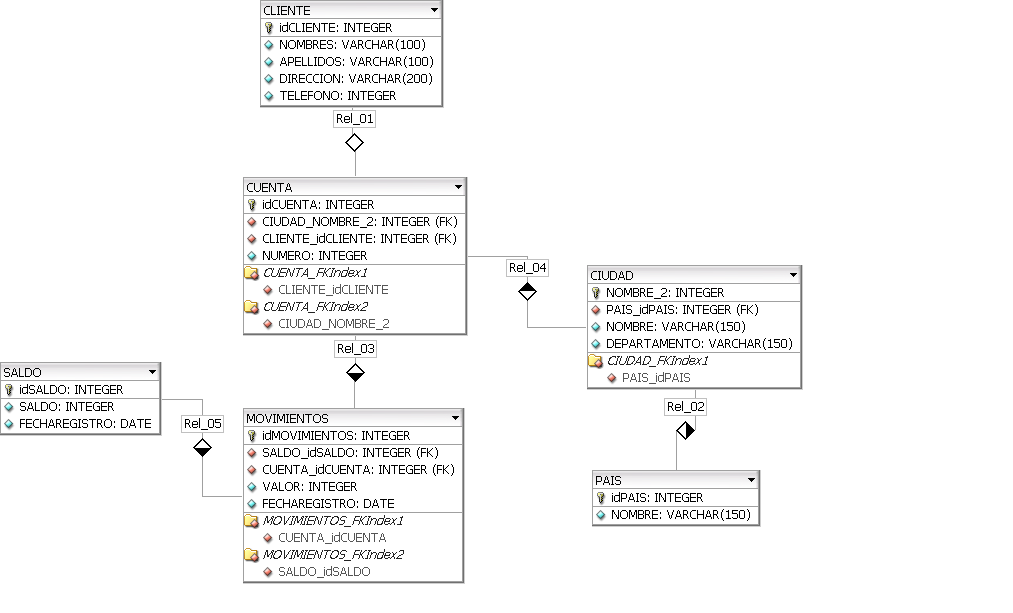 CLIENTE
idCLIENTE: INTEGER
NOMBRES: VARCHAR(100)
APELLIDOS: VARCHAR(100)
DIRECCION: VARCHAR(200)
TELEFONO: INTEGER
Rel_01
CUENTA
idCUENTA: INTEGER
CIUDAD_NOMBRE_2: INTEGER (FK)
CLIENTE_idCLIENTE: INTEGER (FK)
NUMERO: INTEGER
CUENTA_FKIndex1
CLIENTE_idCLIENTE
CUENTA_FKIndex2
CIUDAD_NOMBRE_2
Rel_04
CIUDAD
NOMBRE_2: INTEGER
PAIS_idPAIS: INTEGER (FK)
NOMBRE: VARCHAR(150)
DEPARTAMENTO: VARCHAR(150)
CIUDAD_FKIndex1
PAIS_idPAIS
Rel_03
SALDO
idSALDO: INTEGER
SALDO: INTEGER
FECHAREGISTRO: DATE
Rel_05
MOVIMIENTOS
idMOVIMIENTOS: INTEGER
SALDO_idSALDO: INTEGER (FK)
CUENTA_idCUENTA: INTEGER (FK)
VALOR: INTEGER
FECHAREGISTRO: DATE
MOVIMIENTOS_FKIndex1
CUENTA_idCUENTA
MOVIMIENTOS_FKIndex2
SALDO_idSALDO
Rel_02
PAIS
idPAIS: INTEGER
NOMBRE: VARCHAR(150)